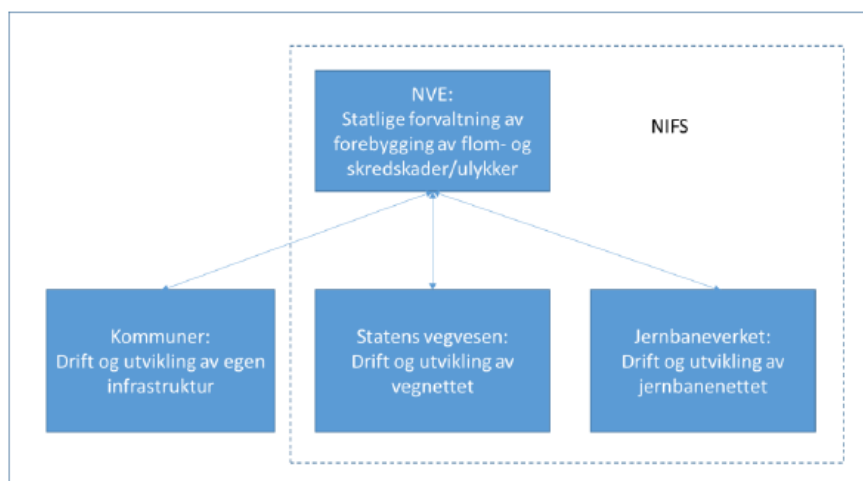 NVE:
Statlige forvaltning av
forebygging av flom- og
skredskader/ulykker
NIFS
Kommuner:
Drift og utvikling av egen
infrastruktur
Statens vegvesen:
Drift og utvikling av
vegnettet
Jernbaneverket:
Drift og utvikling av
jernbanenettet